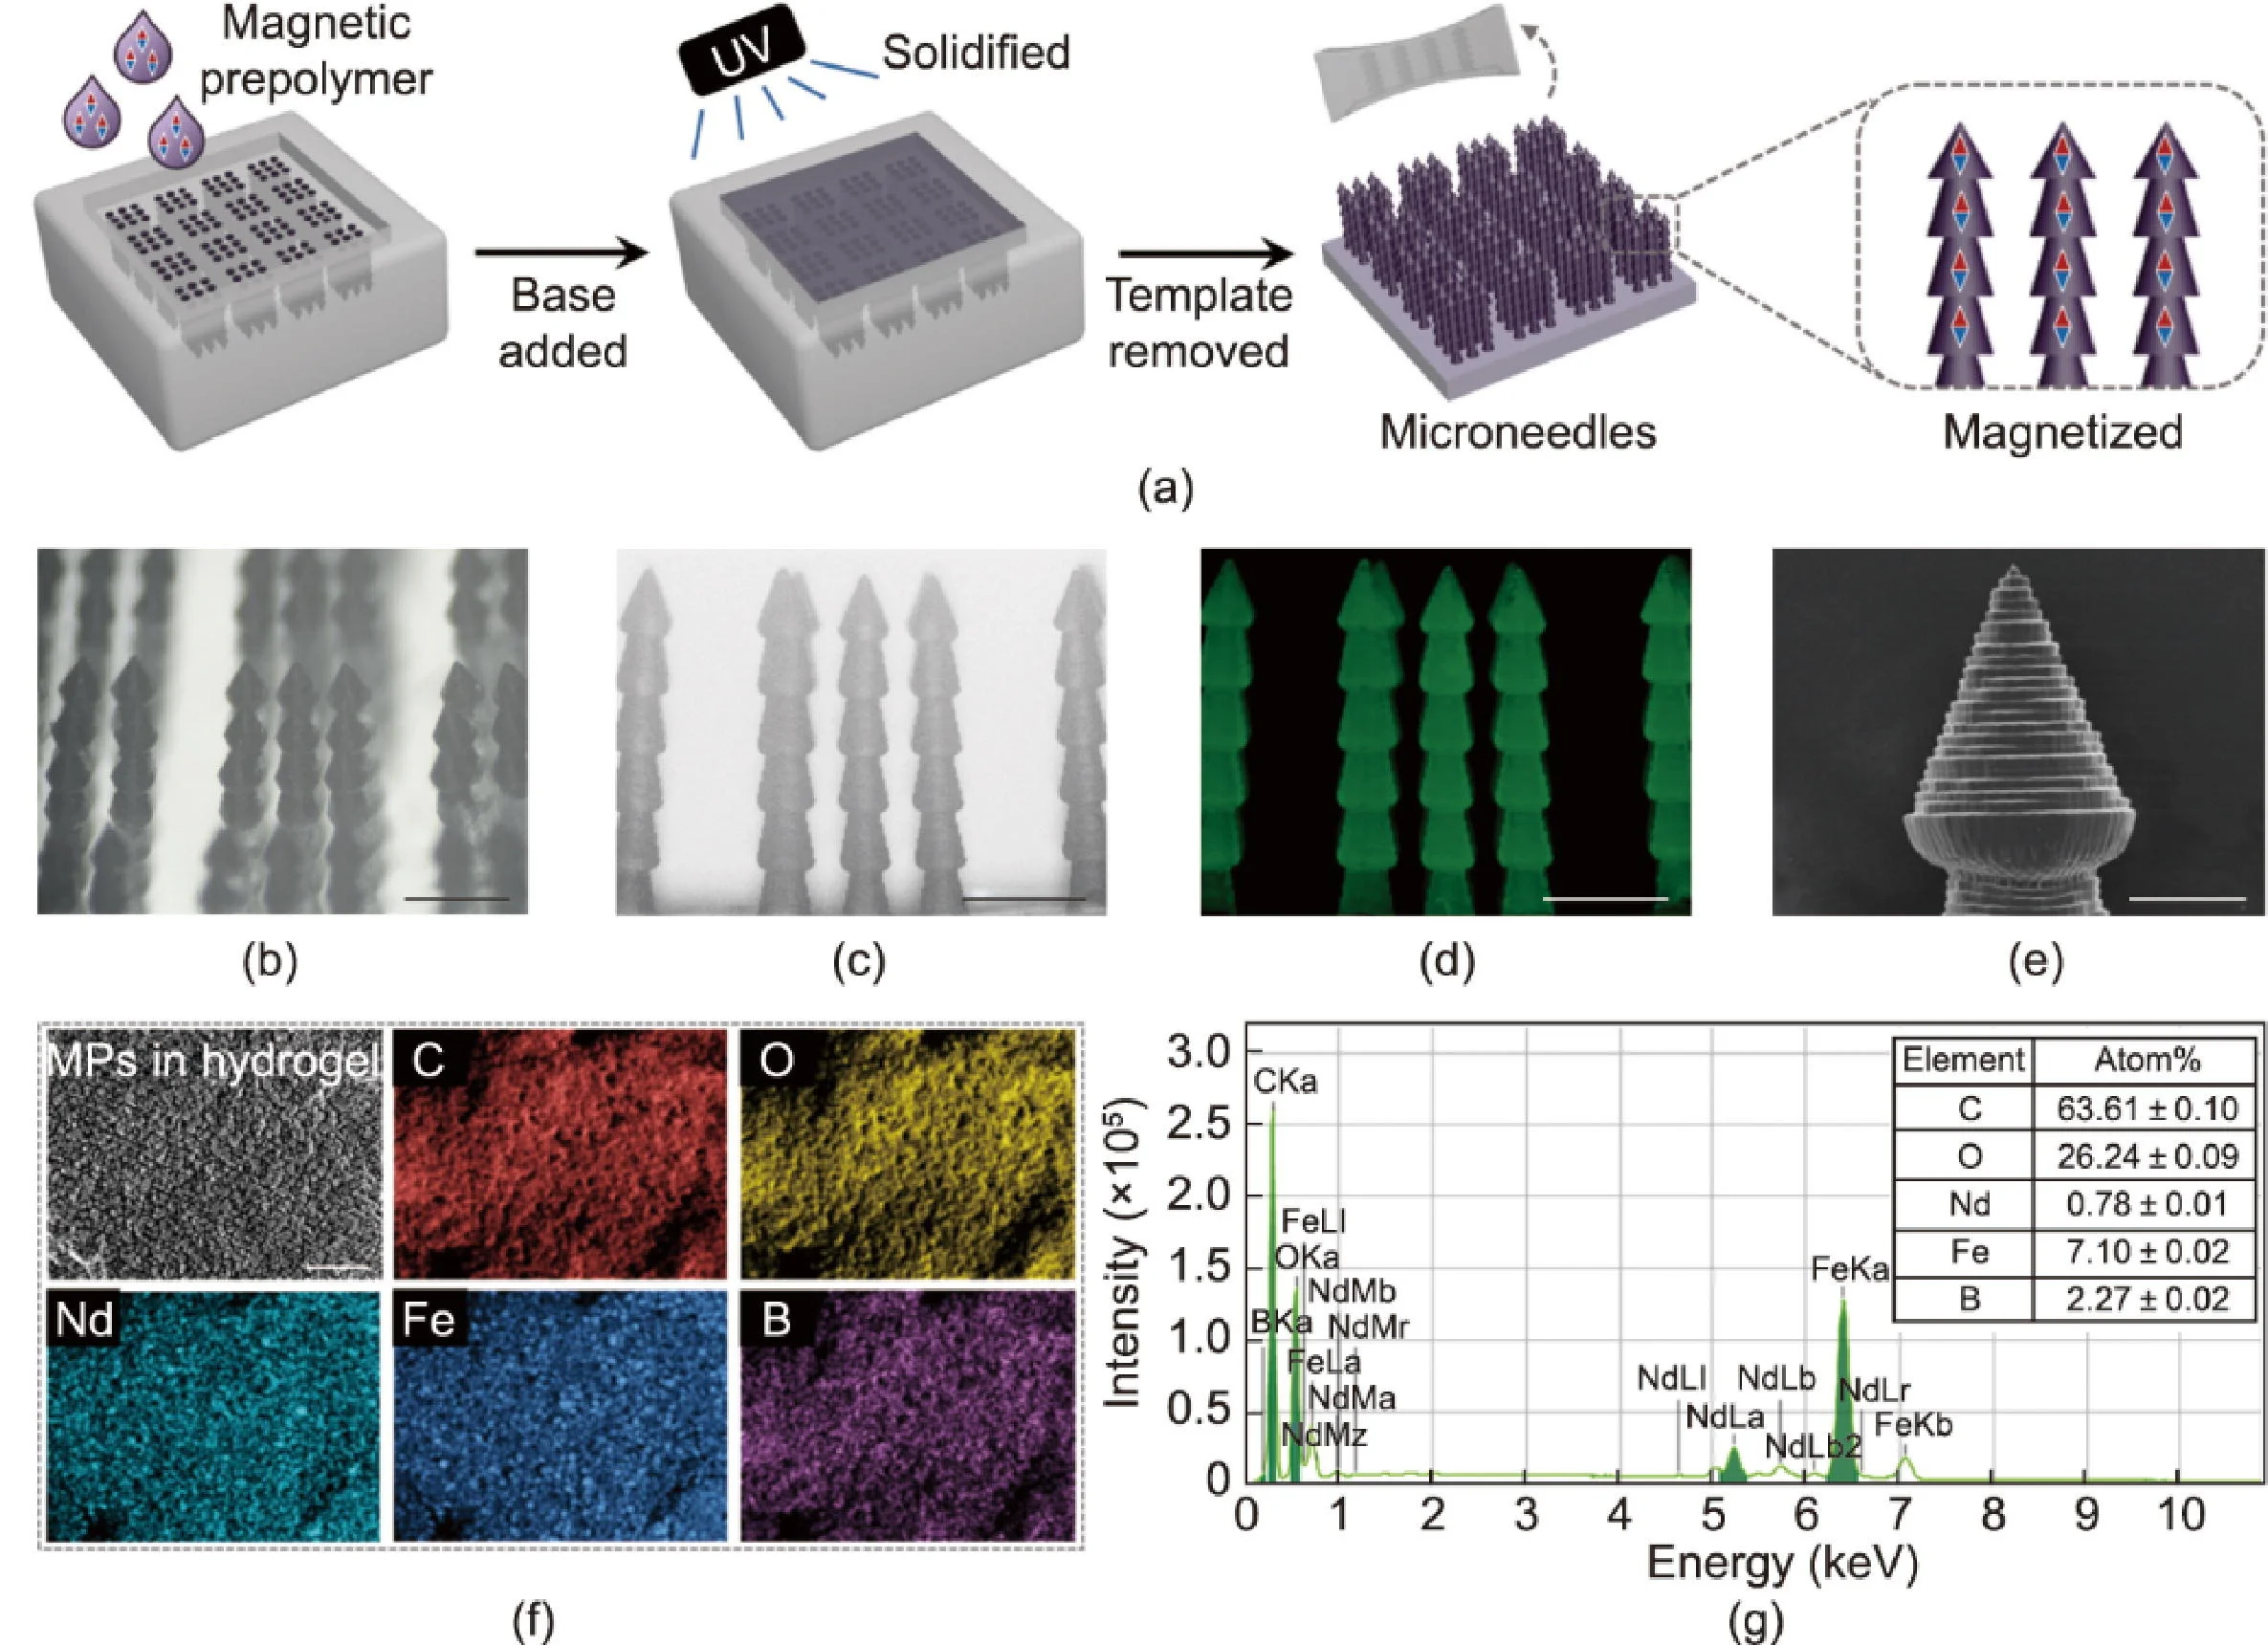 Magnetic
prepolymer
UV
Solidified
Base
added
Template
removed
Microneedles
Magnetized
(a)
(b)
(c)
(d)
(e)
MPs in hydrogel
C
O
Nd
Fe
B
(f)
Intensity (×10⁵)
3.0
2.5
2.0
1.5
1.0
0.5
0
CKa
FeLl
OKa
NdMb
BKa
NdMr
FeLa
NdMa
NdMz
NdLl
NdLa
NdLb
NdLb2
FeKa
NdLr
FeKb
Element Atom%
C 63.61 ± 0.10
O 26.24 ± 0.09
Nd 0.78 ± 0.01
Fe 7.10 ± 0.02
B 2.27 ± 0.02
0 1 2 3 4 5 6 7 8 9 10
Energy (keV)
(g)